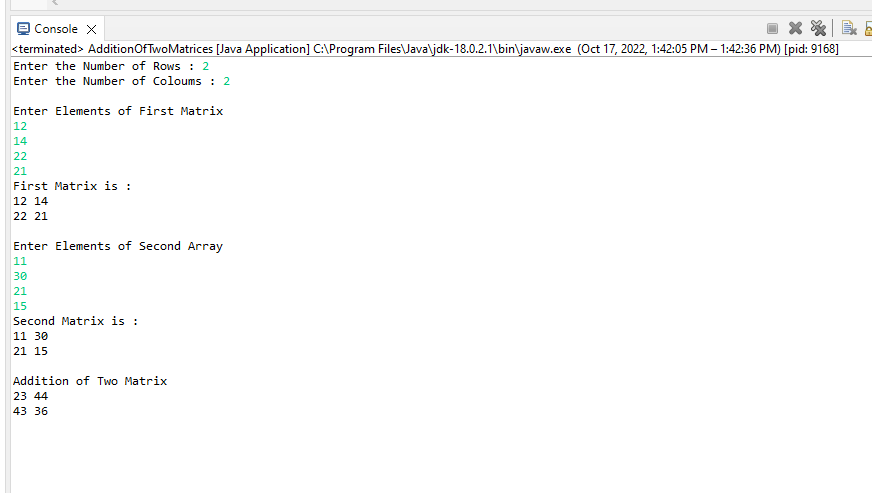 Console
<terminated> AdditionOfTwoMatrices [Java Application] C:\Program Files\Java\jdk-18.0.2.1\bin\javaw.exe (Oct 17, 2022, 1:42:05 PM – 1:42:36 PM) [pid: 9168]
Enter the Number of Rows : 2
Enter the Number of Coloums : 2
Enter Elements of First Matrix
12
14
22
21
First Matrix is :
12 14
22 21
Enter Elements of Second Array
11
30
21
15
Second Matrix is :
11 30
21 15
Addition of Two Matrix
23 44
43 36